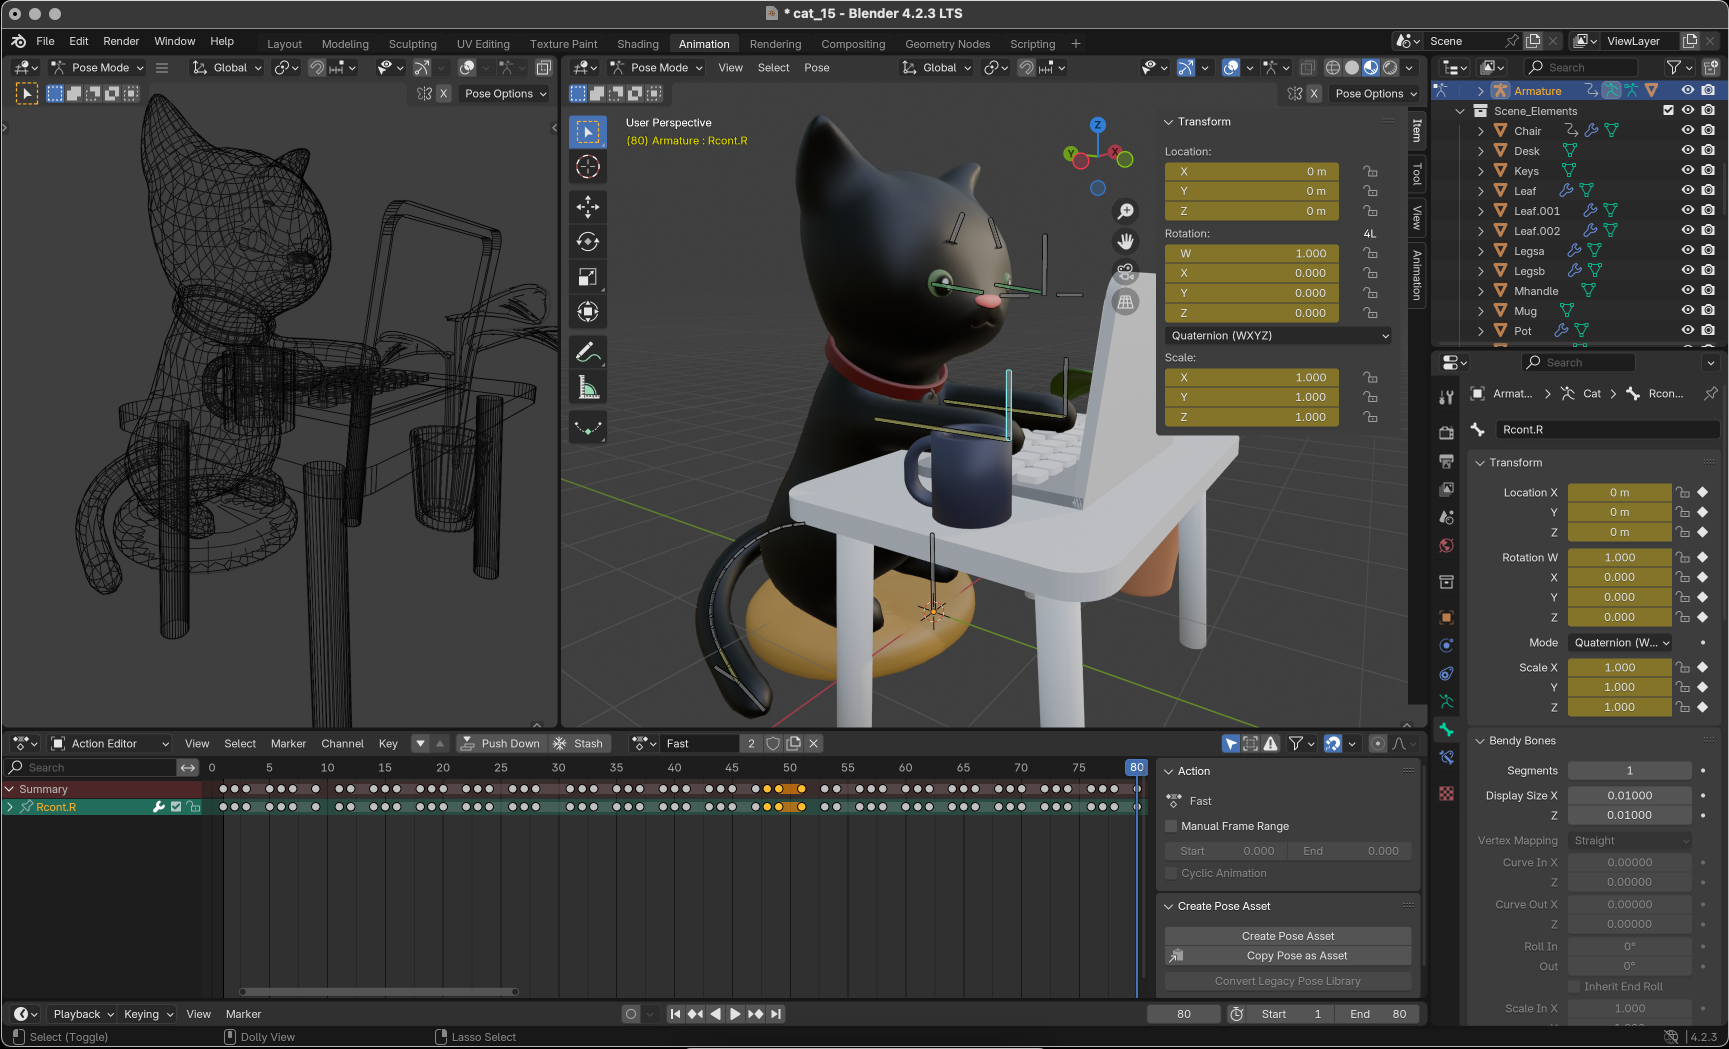 * cat_15 - Blender 4.2.3 LTS
File Edit Render Window Help Layout Modeling Sculpting UV Editing Texture Paint Shading Animation Rendering Compositing Geometry Nodes Scripting + Scene ViewLayer
Pose Mode Global Pose Mode View Select Pose Global Search
X Pose Options X Pose Options
User Perspective
(80) Armature : Rcont.R
Z
Y
X
Transform
Location:
X 0 m
Y 0 m
Z 0 m
Rotation: 4L
W 1.000
X 0.000
Y 0.000
Z 0.000
Quaternion (WXYZ)
Scale:
X 1.000
Y 1.000
Z 1.000
Item
Tool
View
Animation
Armature
Scene_Elements
Chair
Desk
Keys
Leaf
Leaf.001
Leaf.002
Legsa
Legsb
Mhandle
Mug
Pot
Search
Armat... > Cat > Rcon...
Rcont.R
Transform
Location X 0 m
Y 0 m
Z 0 m
Rotation W 1.000
X 0.000
Y 0.000
Z 0.000
Mode Quaternion (W...
Scale X 1.000
Y 1.000
Z 1.000
Bendy Bones
Segments 1
Display Size X 0.01000
Z 0.01000
Vertex Mapping Straight
Curve In X 0.00000
Z 0.00000
Curve Out X 0.00000
Z 0.00000
Roll In 0°
Out 0°
Inherit End Roll
Scale In X 1.000
Action Editor View Select Marker Channel Key Push Down Stash Fast 2
Search 0 5 10 15 20 25 30 35 40 45 50 55 60 65 70 75 80
Summary
Rcont.R
Action
Fast
Manual Frame Range
Start 0.000 End 0.000
Cyclic Animation
Create Pose Asset
Create Pose Asset
Copy Pose as Asset
Convert Legacy Pose Library
Playback Keying View Marker 80 Start 1 End 80
Select (Toggle) Dolly View Lasso Select 4.2.3